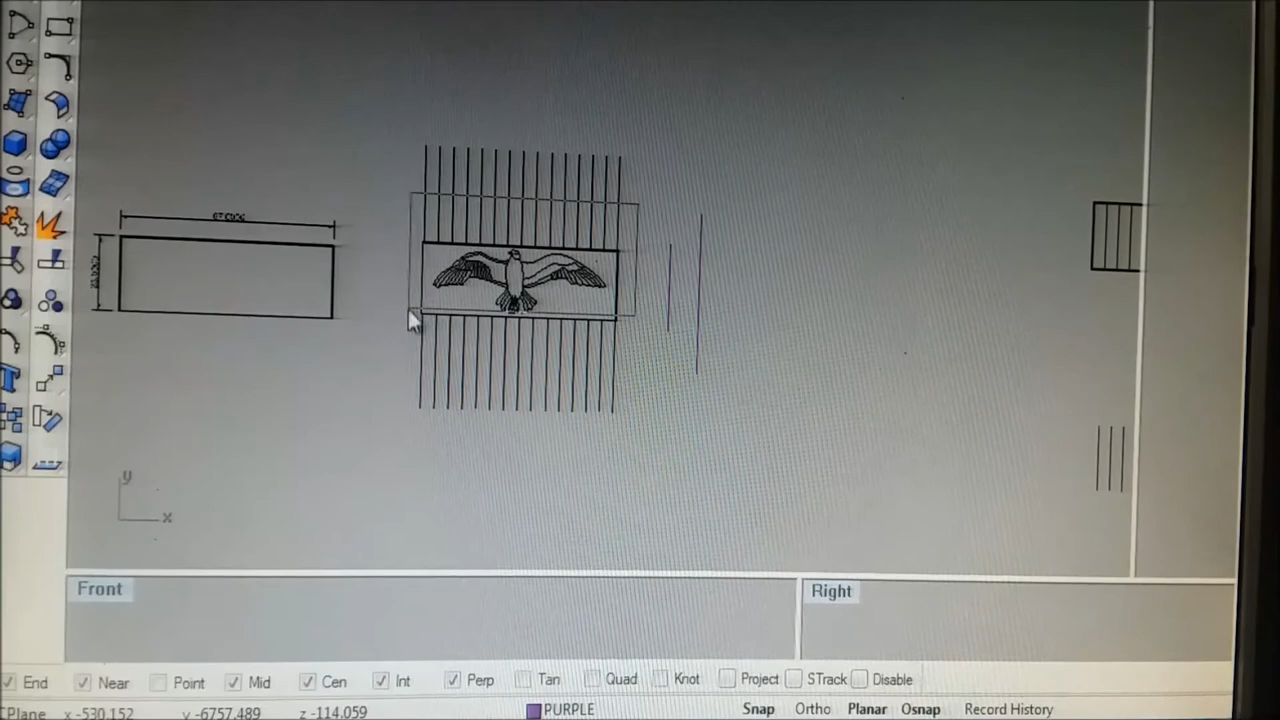 y
x
Front
Right
End Near Point Mid Cen Int Perp Tan Quad Knot Project STrack Disable
CPlane x -530.152 y -6757.489 z -114.059 PURPLE Snap Ortho Planar Osnap Record History